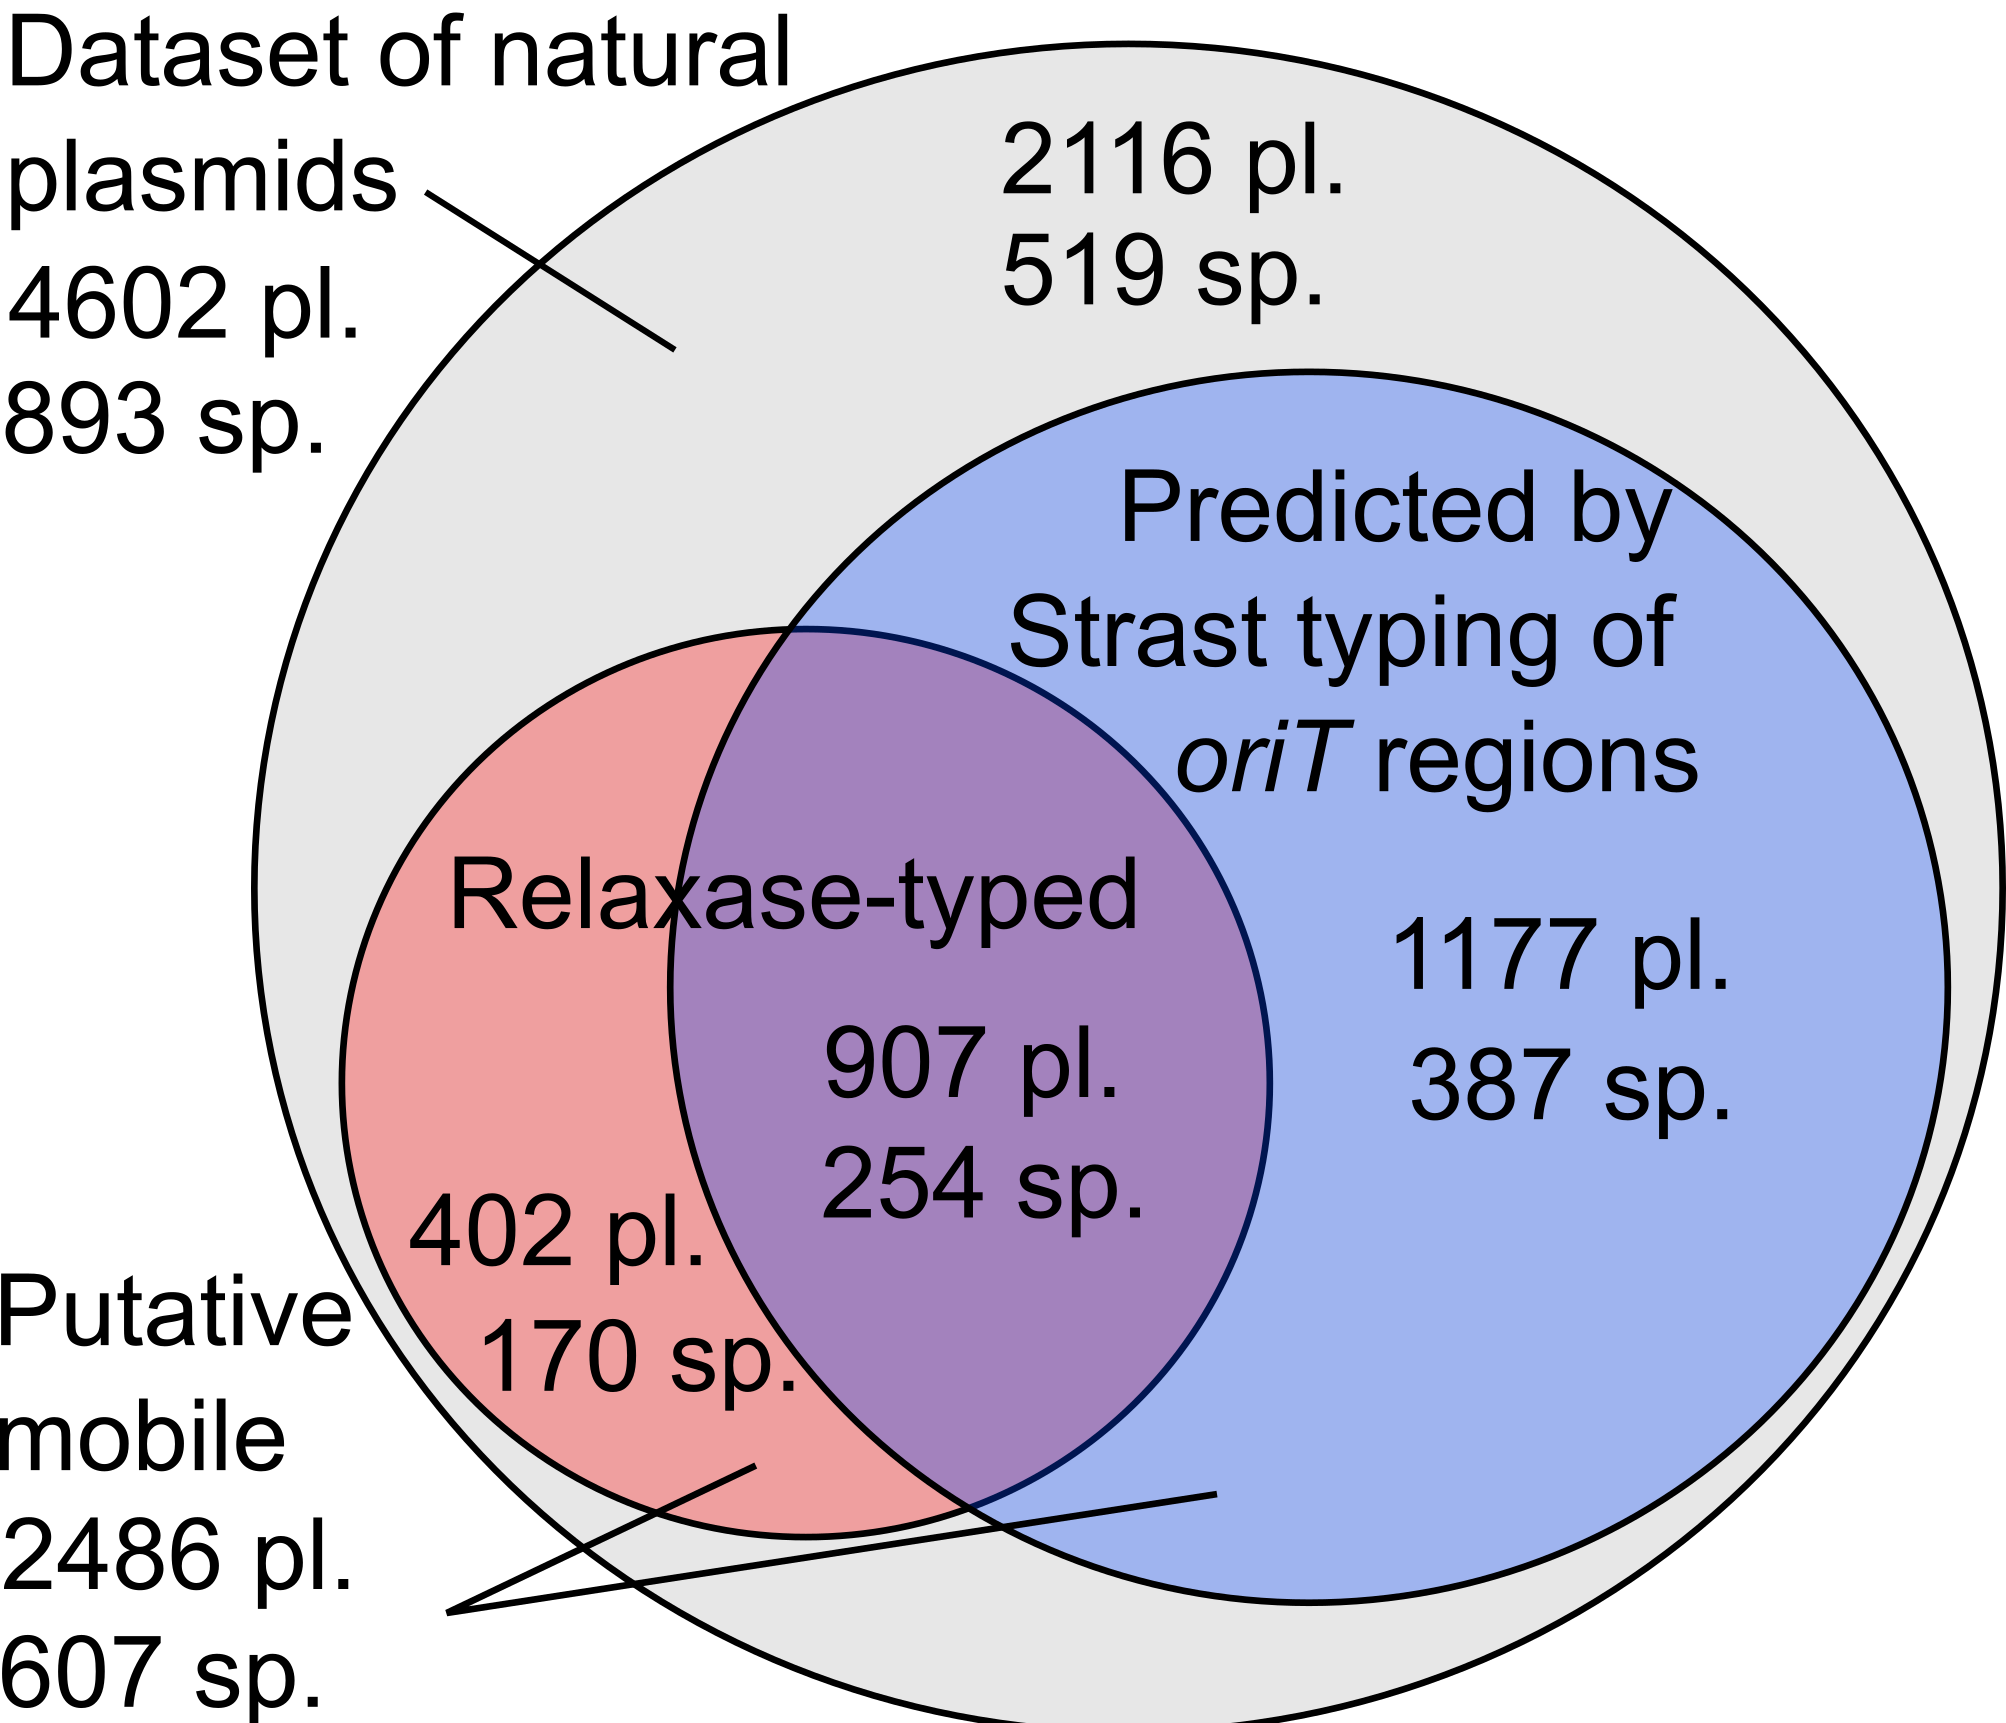 Dataset of natural
plasmids
4602 pl.
893 sp.
2116 pl.
519 sp.
Predicted by
Strast typing of
oriT regions
Relaxase-typed
1177 pl.
387 sp.
907 pl.
254 sp.
402 pl.
170 sp.
Putative
mobile
2486 pl.
607 sp.